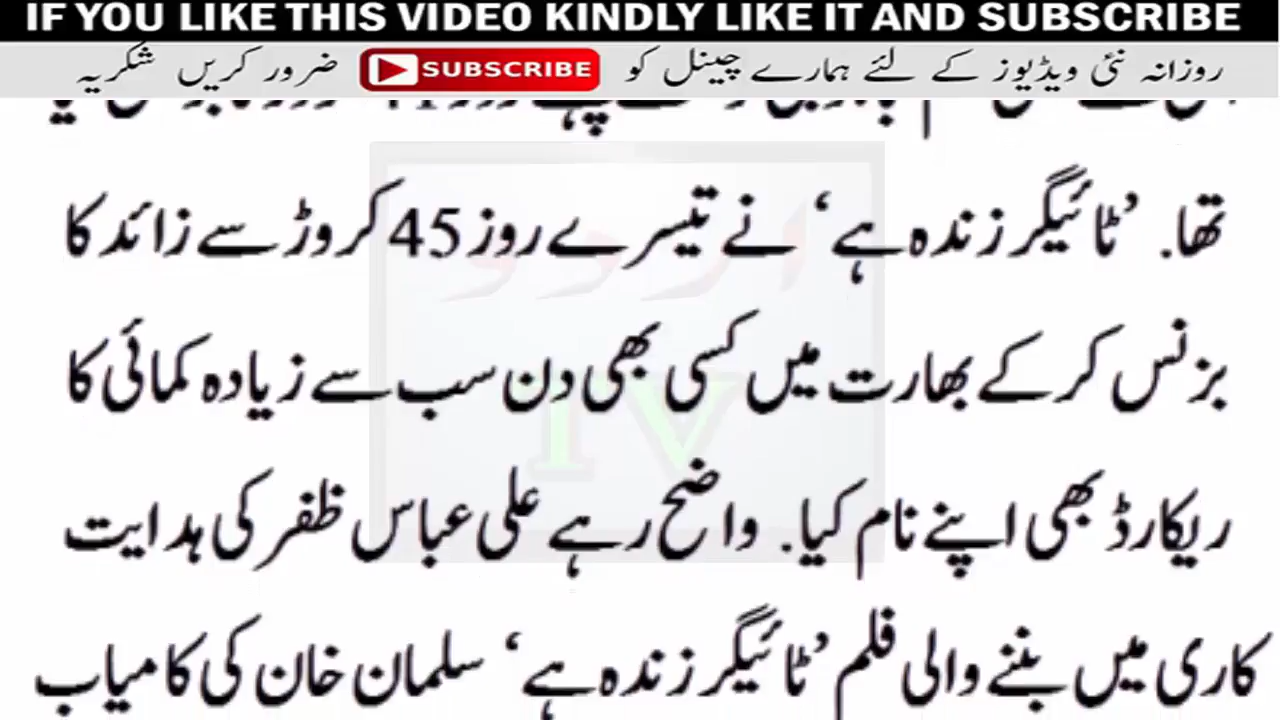 IF YOU LIKE THIS VIDEO KINDLY LIKE IT AND SUBSCRIBE
روزانہ نئی ویڈیوز کے لئے ہمارے چینل کو SUBSCRIBE ضرور کریں شکریہ
تھا. ’ٹائیگر زندہ ہے‘ نے تیسرے روز 45 کروڑ سے زائد کا
بزنس کر کے بھارت میں کسی بھی دن سب سے زیادہ کمائی کا
ریکارڈ بھی اپنے نام کیا. واضح رہے علی عباس ظفر کی ہدایت
کاری میں بننے والی فلم ’ٹائیگر زندہ ہے‘ سلمان خان کی کامیاب
اردو
TV